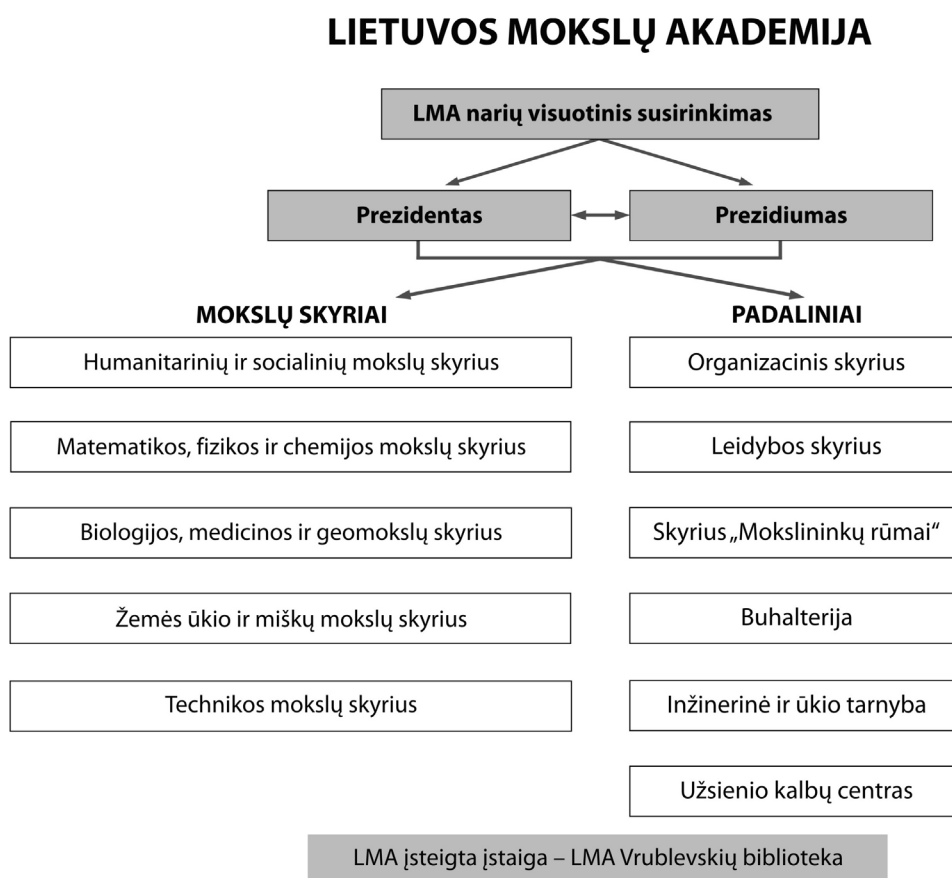 LIETUVOS MOKSLŲ AKADEMIJA
LMA narių visuotinis susirinkimas
Prezidentas
Prezidiumas
MOKSLŲ SKYRIAI
Humanitarinių ir socialinių mokslų skyrius
Matematikos, fizikos ir chemijos mokslų skyrius
Biologijos, medicinos ir geomokslų skyrius
Žemės ūkio ir miškų mokslų skyrius
Technikos mokslų skyrius
PADALINIAI
Organizacinis skyrius
Leidybos skyrius
Skyrius „Mokslininkų rūmai“
Buhalterija
Inžinerinė ir ūkio tarnyba
Užsienio kalbų centras
LMA įsteigta įstaiga – LMA Vrublevskių biblioteka